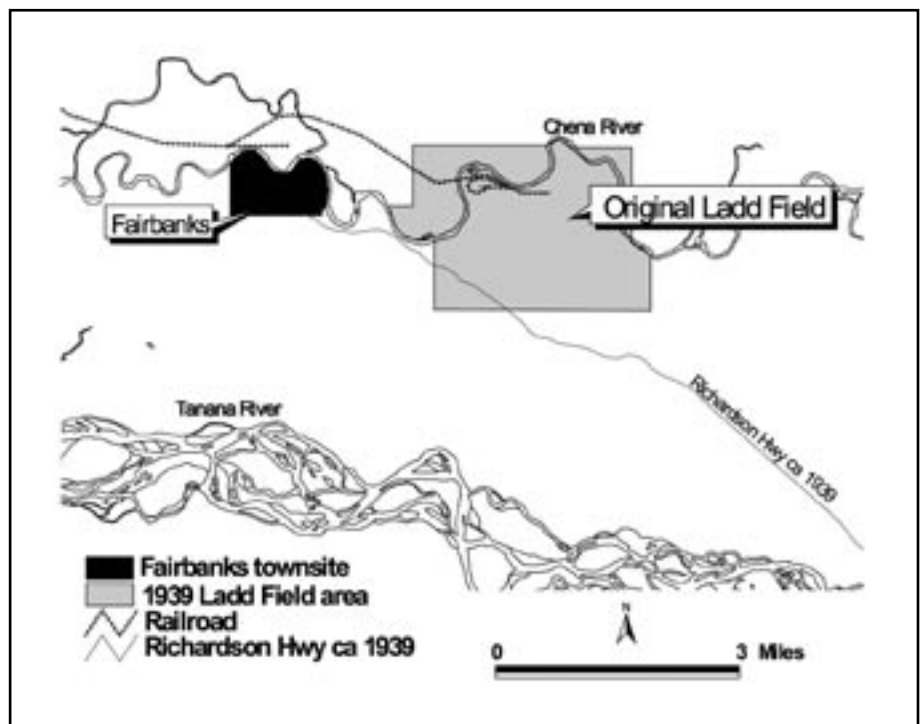 Chena River
Fairbanks
Original Ladd Field
Richardson Hwy ca 1939
Tanana River
Fairbanks townsite
1939 Ladd Field area
Railroad
Richardson Hwy ca 1939
N
0 3 Miles